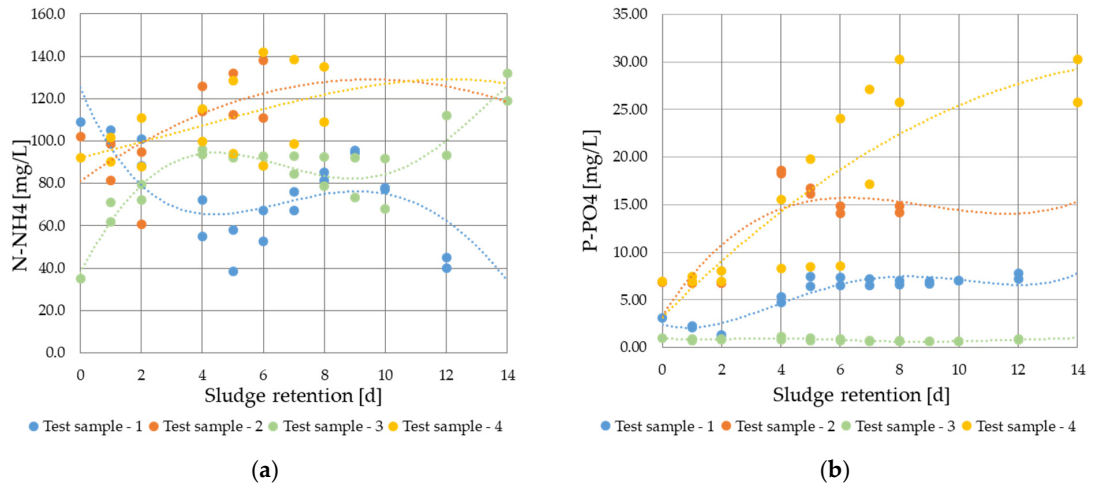 160.0
140.0
120.0
100.0
80.0
60.0
40.0
20.0
0.0
N-NH4 [mg/L]
0 2 4 6 8 10 12 14
Sludge retention [d]
Test sample - 1 Test sample - 2 Test sample - 3 Test sample - 4
(a)
35.00
30.00
25.00
20.00
15.00
10.00
5.00
0.00
P-PO4 [mg/L]
0 2 4 6 8 10 12 14
Sludge retention [d]
Test sample - 1 Test sample - 2 Test sample - 3 Test sample - 4
(b)